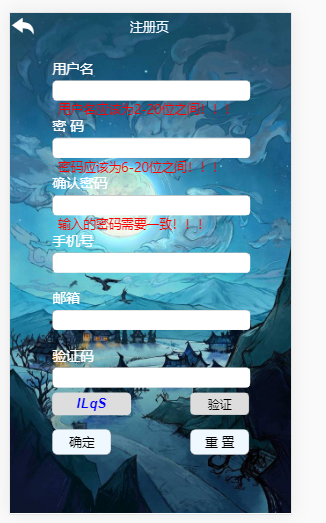 注册页
用户名
用户名应该为2-20位之间！！！
密 码
密码应该为6-20位之间！！！
确认密码
输入的密码需要一致！！！
手机号
邮箱
验证码
ILqS
验证
确定
重 置